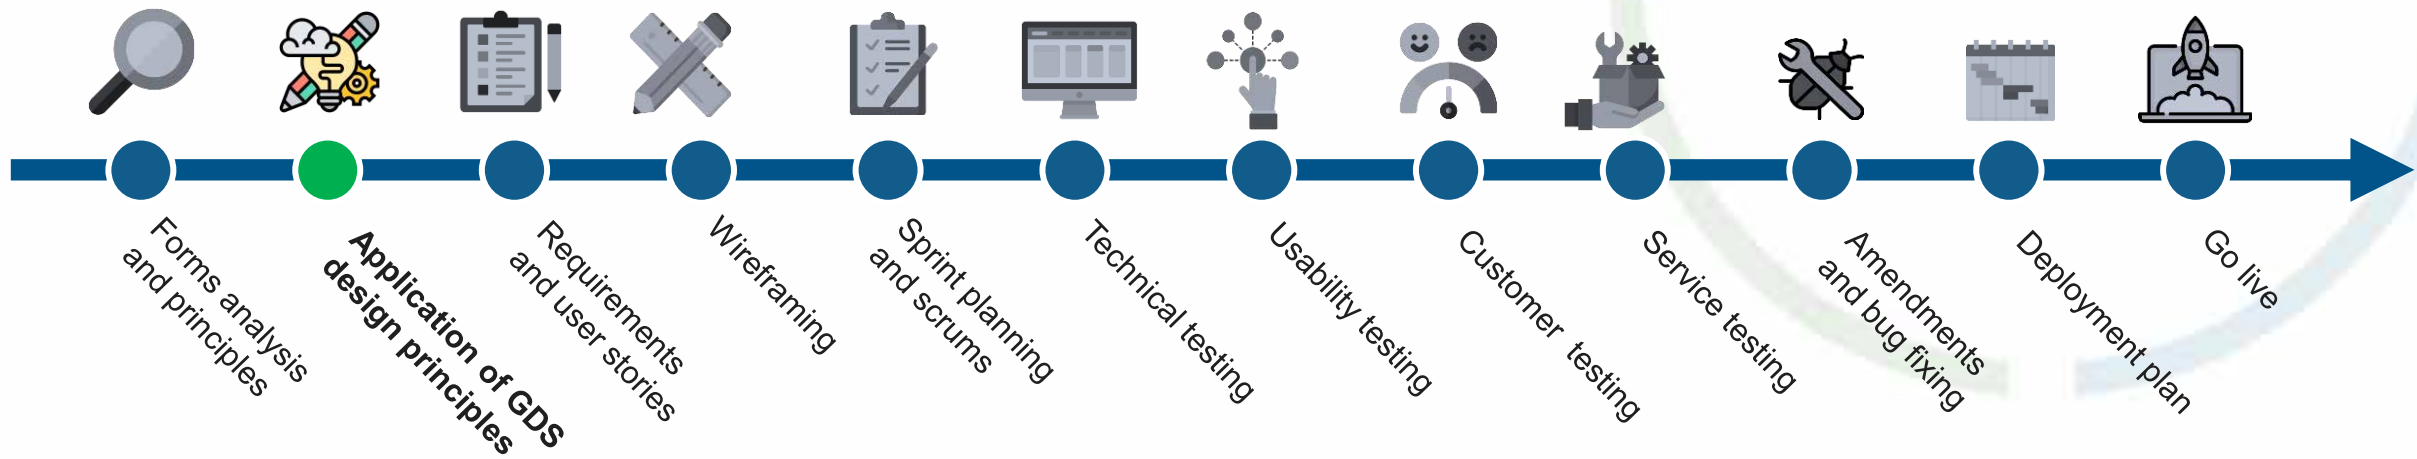 Forms analysis
and principles
Application of GDS
design principles
Requirements
and user stories
Wireframing
Sprint planning
and scrums
Technical testing
Usability testing
Customer testing
Service testing
Amendments
and bug fixing
Deployment plan
Go live